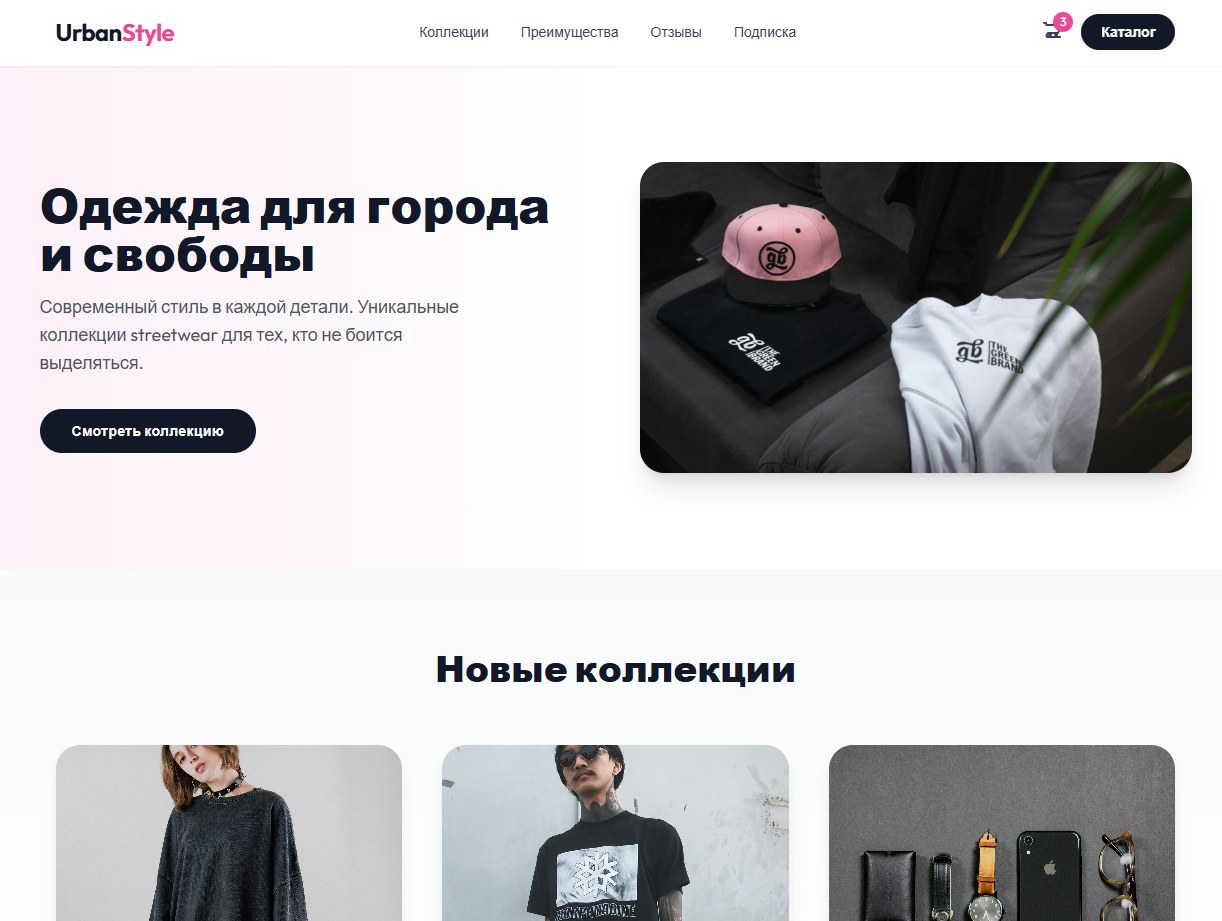 UrbanStyle
Коллекции
Преимущества
Отзывы
Подписка
3
Каталог
Одежда для города
и свободы
Современный стиль в каждой детали. Уникальные
коллекции streetwear для тех, кто не боится
выделяться.
Смотреть коллекцию
gb
gb
THE
GREEN
BRAND
gb
THE
GREEN
BRAND
Новые коллекции